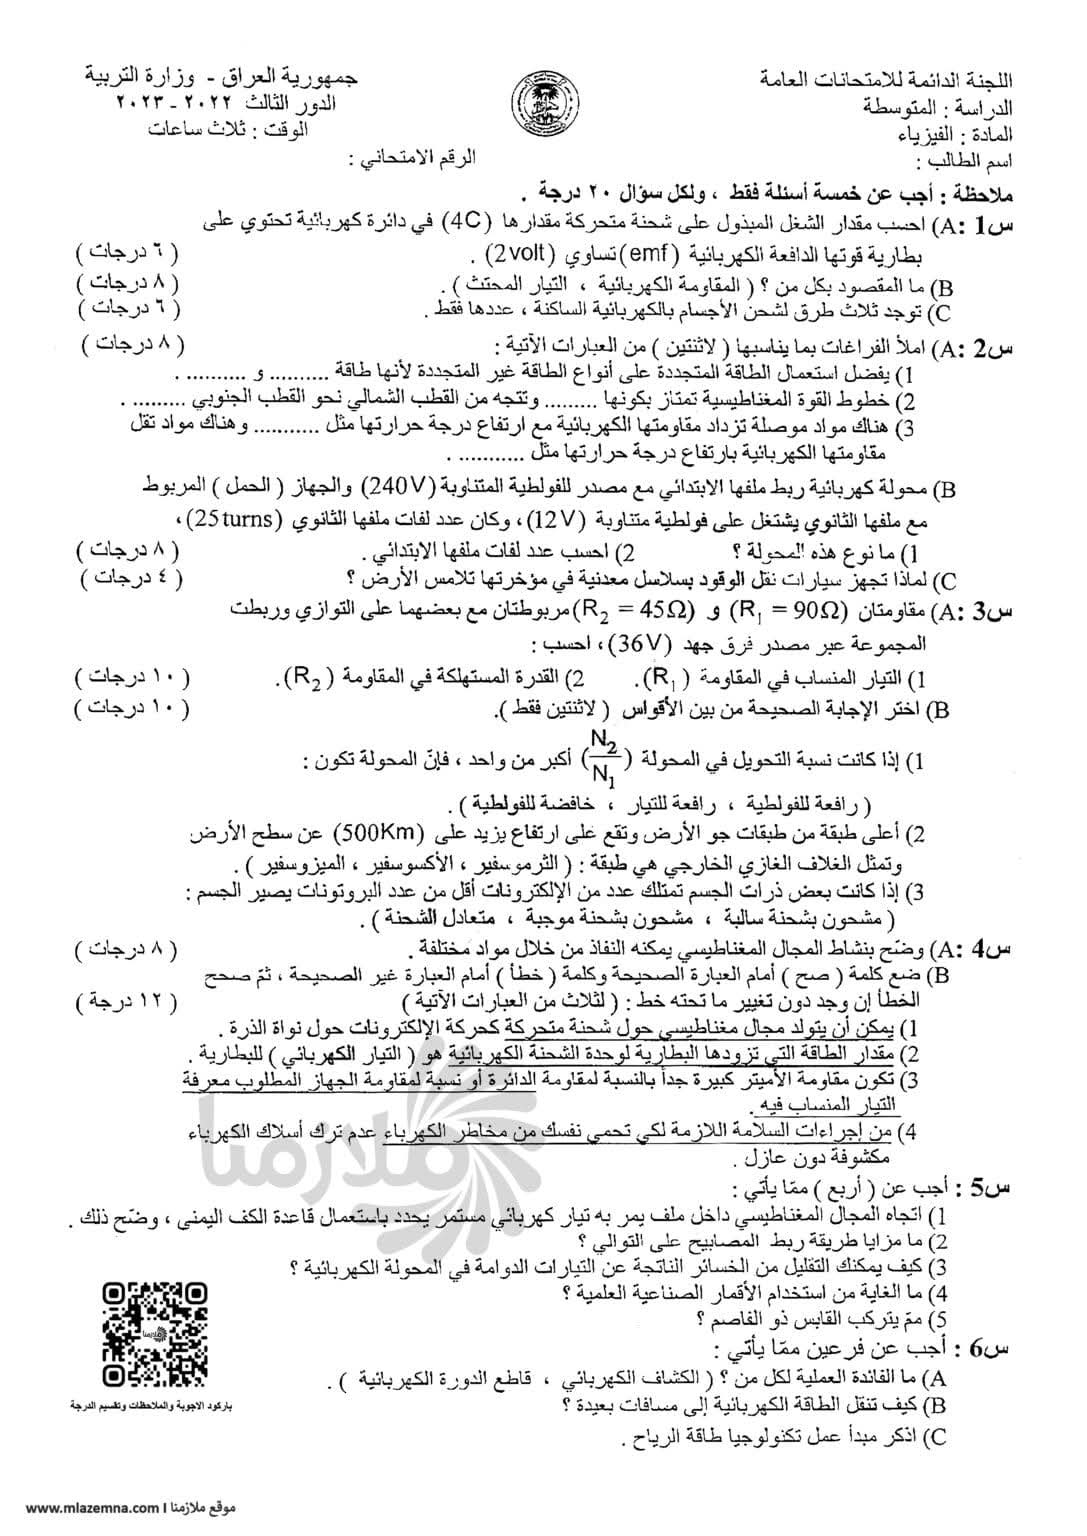 اللجنة الدائمة للامتحانات العامة
الدراسة : المتوسطة
المادة : الفيزياء
اسم الطالب :
جمهورية العراق - وزارة التربية
الدور الثالث ٢٠٢٢ - ٢٠٢٣
الوقت : ثلاث ساعات
الرقم الامتحاني :
ملاحظة : أجب عن خمسة أسئلة فقط ، ولكل سؤال ٢٠ درجة .
س1 : A) احسب مقدار الشغل المبذول على شحنة متحركة مقدارها (4C) في دائرة كهربائية تحتوي على
بطارية قوتها الدافعة الكهربائية (emf) تساوي (2volt) . ( ٦ درجات )
B) ما المقصود بكل من ؟ ( المقاومة الكهربائية ، التيار المحتث ) . ( ٨ درجات )
C) توجد ثلاث طرق لشحن الأجسام بالكهربائية الساكنة ، عددها فقط . ( ٦ درجات )
س2 : A) املأ الفراغات بما يناسبها ( لاثنتين ) من العبارات الآتية : ( ٨ درجات )
1) يفضل استعمال الطاقة المتجددة على أنواع الطاقة غير المتجددة لأنها طاقة .......... و .......... .
2) خطوط القوة المغناطيسية تمتاز بكونها ......... وتتجه من القطب الشمالي نحو القطب الجنوبي ......... .
3) هناك مواد موصلة تزداد مقاومتها الكهربائية مع ارتفاع درجة حرارتها مثل ........... وهناك مواد تقل
مقاومتها الكهربائية بارتفاع درجة حرارتها مثل ........... .
B) محولة كهربائية ربط ملفها الابتدائي مع مصدر للفولطية المتناوبة (240V) والجهاز ( الحمل ) المربوط
مع ملفها الثانوي يشتغل على فولطية متناوبة (12V) ، وكان عدد لفات ملفها الثانوي (25turns) ،
1) ما نوع هذه المحولة ؟ 2) احسب عدد لفات ملفها الابتدائي . ( ٨ درجات )
C) لماذا تجهز سيارات نقل الوقود بسلاسل معدنية في مؤخرتها تلامس الأرض ؟ ( ٤ درجات )
س3 : A) مقاومتان (R₁ = 90Ω) و (R₂ = 45Ω) مربوطتان مع بعضهما على التوازي وربطت
المجموعة عبر مصدر فرق جهد (36V) ، احسب :
1) التيار المنساب في المقاومة (R₁). 2) القدرة المستهلكة في المقاومة (R₂). ( ١٠ درجات )
B) اختر الإجابة الصحيحة من بين الأقواس ( لاثنتين فقط ). ( ١٠ درجات )
1) إذا كانت نسبة التحويل في المحولة (N₂/N₁) أكبر من واحد ، فإنّ المحولة تكون :
( رافعة للفولطية ، رافعة للتيار ، خافضة للفولطية ) .
2) أعلى طبقة من طبقات جو الأرض وتقع على ارتفاع يزيد على (500Km) عن سطح الأرض
وتمثل الغلاف الغازي الخارجي هي طبقة : ( الثرموسفير ، الأكسوسفير ، الميزوسفير ) .
3) إذا كانت بعض ذرات الجسم تمتلك عدد من الإلكترونات أقل من عدد البروتونات يصير الجسم :
( مشحون بشحنة سالبة ، مشحون بشحنة موجبة ، متعادل الشحنة ) .
س4 : A) وضّح بنشاط المجال المغناطيسي يمكنه النفاذ من خلال مواد مختلفة . ( ٨ درجات )
B) ضع كلمة ( صح ) أمام العبارة الصحيحة وكلمة ( خطأ ) أمام العبارة غير الصحيحة ، ثمّ صحح
الخطأ إن وجد دون تغيير ما تحته خط : ( لثلاث من العبارات الآتية ) ( ١٢ درجة )
1) يمكن أن يتولد مجال مغناطيسي حول شحنة متحركة كحركة الإلكترونات حول نواة الذرة .
2) مقدار الطاقة التي تزودها البطارية لوحدة الشحنة الكهربائية هو ( التيار الكهربائي ) للبطارية .
3) تكون مقاومة الأميتر كبيرة جداً بالنسبة لمقاومة الدائرة أو نسبة لمقاومة الجهاز المطلوب معرفة
التيار المنساب فيه .
4) من إجراءات السلامة اللازمة لكي تحمي نفسك من مخاطر الكهرباء عدم ترك أسلاك الكهرباء
مكشوفة دون عازل .
س5 : أجب عن ( أربع ) ممّا يأتي :
1) اتجاه المجال المغناطيسي داخل ملف يمر به تيار كهربائي مستمر يحدد باستعمال قاعدة الكف اليمنى ، وضّح ذلك .
2) ما مزايا طريقة ربط المصابيح على التوالي ؟
3) كيف يمكنك التقليل من الخسائر الناتجة عن التيارات الدوامة في المحولة الكهربائية ؟
4) ما الغاية من استخدام الأقمار الصناعية العلمية ؟
5) ممّ يتركب القابس ذو الفاصم ؟
س6 : أجب عن فرعين ممّا يأتي :
A) ما الفائدة العملية لكل من ؟ ( الكشاف الكهربائي ، قاطع الدورة الكهربائية ) .
B) كيف تنقل الطاقة الكهربائية إلى مسافات بعيدة ؟
C) اذكر مبدأ عمل تكنولوجيا طاقة الرياح .
ملازمنا
ملازمنا
باركود الاجوبة والملاحظات وتقسيم الدرجة
موقع ملازمنا | www.mlazemna.com